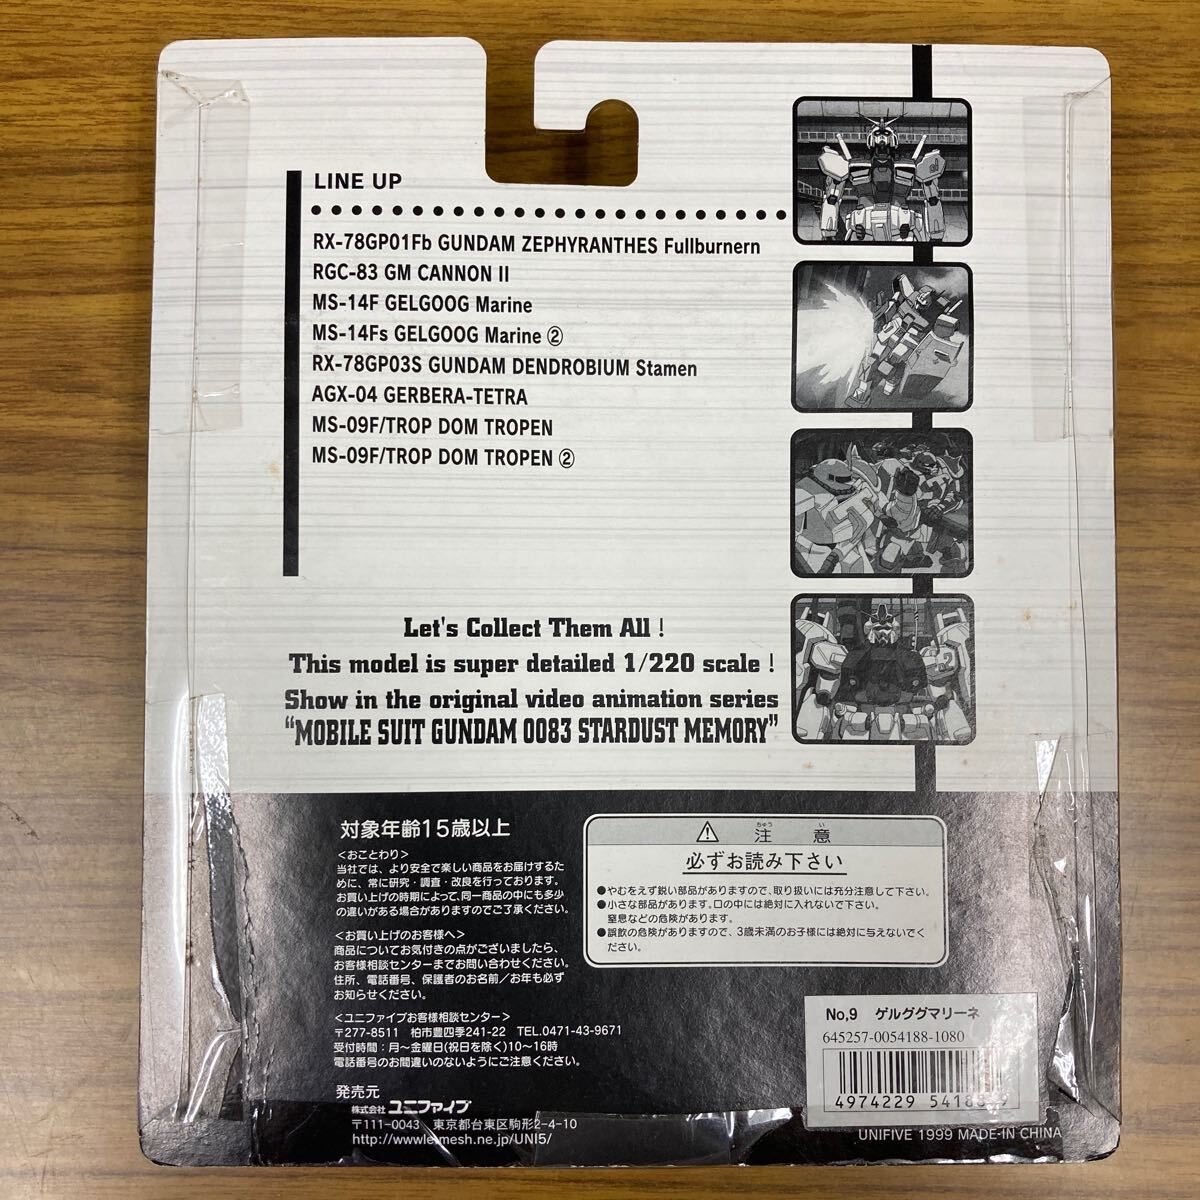 LINE UP
RX-78GP01Fb GUNDAM ZEPHYRANTHES Fullburnern
RGC-83 GM CANNON II
MS-14F GELGOOG Marine
MS-14Fs GELGOOG Marine ②
RX-78GP03S GUNDAM DENDROBIUM Stamen
AGX-04 GERBERA-TETRA
MS-09F/TROP DOM TROPEN
MS-09F/TROP DOM TROPEN ②
Let's Collect Them All !
This model is super detailed 1/220 scale !
Show in the original video animation series
“MOBILE SUIT GUNDAM 0083 STARDUST MEMORY”
対象年齢15歳以上
<おことわり>
当社では、より安全で楽しい商品をお届けするた
めに、常に研究・調査・改良を行っております。
お買い上げの時期によって、同一商品の中にも多少
の違いがある場合がありますのでご了承ください。
<お買い上げのお客様へ>
商品についてお気付きの点がございましたら、
お客様相談センターまでお問い合わせください。
住所、電話番号、保護者のお名前/お年も必ず
お知らせください。
<ユニファイブお客様相談センター>
〒277-8511 柏市豊四季241-22 TEL.0471-43-9671
受付時間：月～金曜日(祝日を除く)10～16時
電話番号のお間違いのないようにご注意ください。
発売元
株式会社 ユニファイブ
〒111-0043 東京都台東区駒形2-4-10
http://wwwle.mesh.ne.jp/UNI5/
ちゅう い
⚠ 注 意
必ずお読み下さい
●やむをえず鋭い部品がありますので、取り扱いには充分注意して下さい。
●小さな部品があります。口の中には絶対に入れないで下さい。
窒息などの危険があります。
●誤飲の危険がありますので、3歳未満のお子様には絶対に与えないでく
ださい。
No,9 ゲルググマリーネ
645257-0054188-1080
4974229 5418
UNIFIVE 1999 MADE-IN CHINA